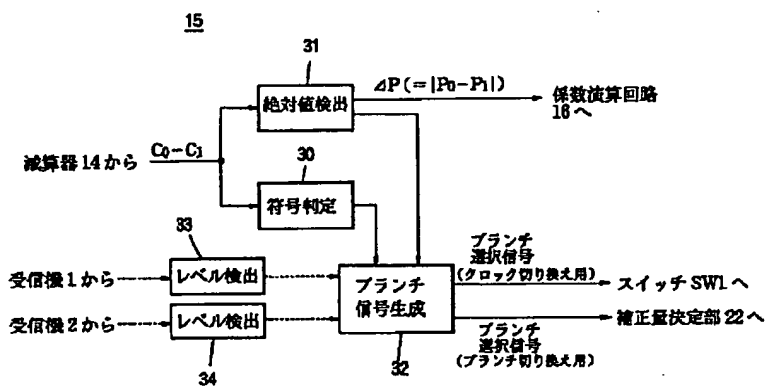 15
31
絶対値検出
⊿P(=|P0-P1|)
係数演算回路
16へ
減算器14から
C0-C1
30
符号判定
33
受信機1から
レベル検出
受信機2から
レベル検出
34
ブランチ
信号生成
32
ブランチ
選択信号
(クロック切り換え用)
スイッチSW1へ
補正量決定部22へ
ブランチ
選択信号
(ブランチ切り換え用)